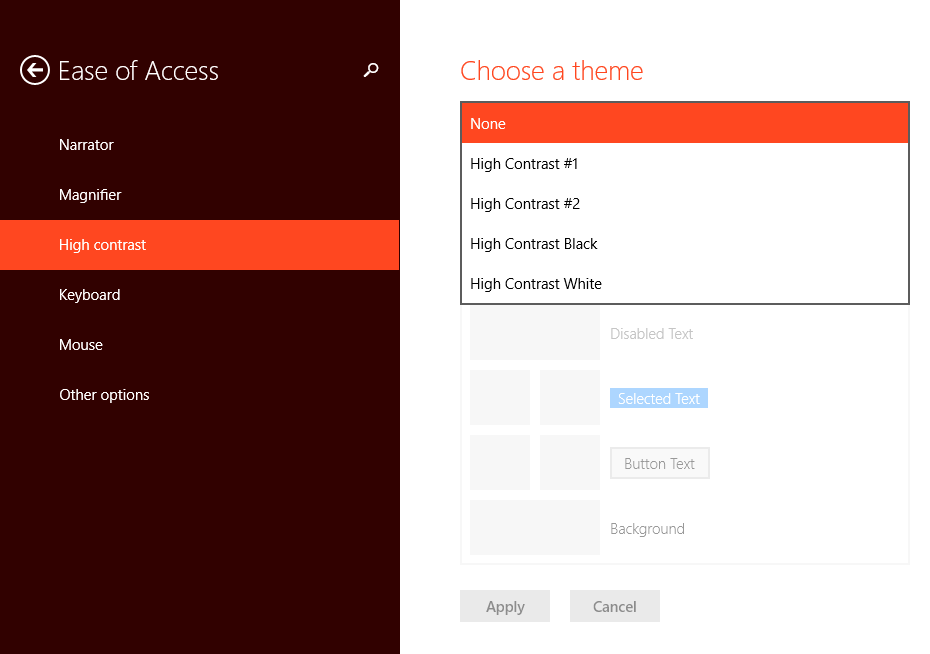 Ease of Access
Narrator
Magnifier
High contrast
Keyboard
Mouse
Other options
Choose a theme
None
High Contrast #1
High Contrast #2
High Contrast Black
High Contrast White
Disabled Text
Selected Text
Button Text
Background
Apply
Cancel